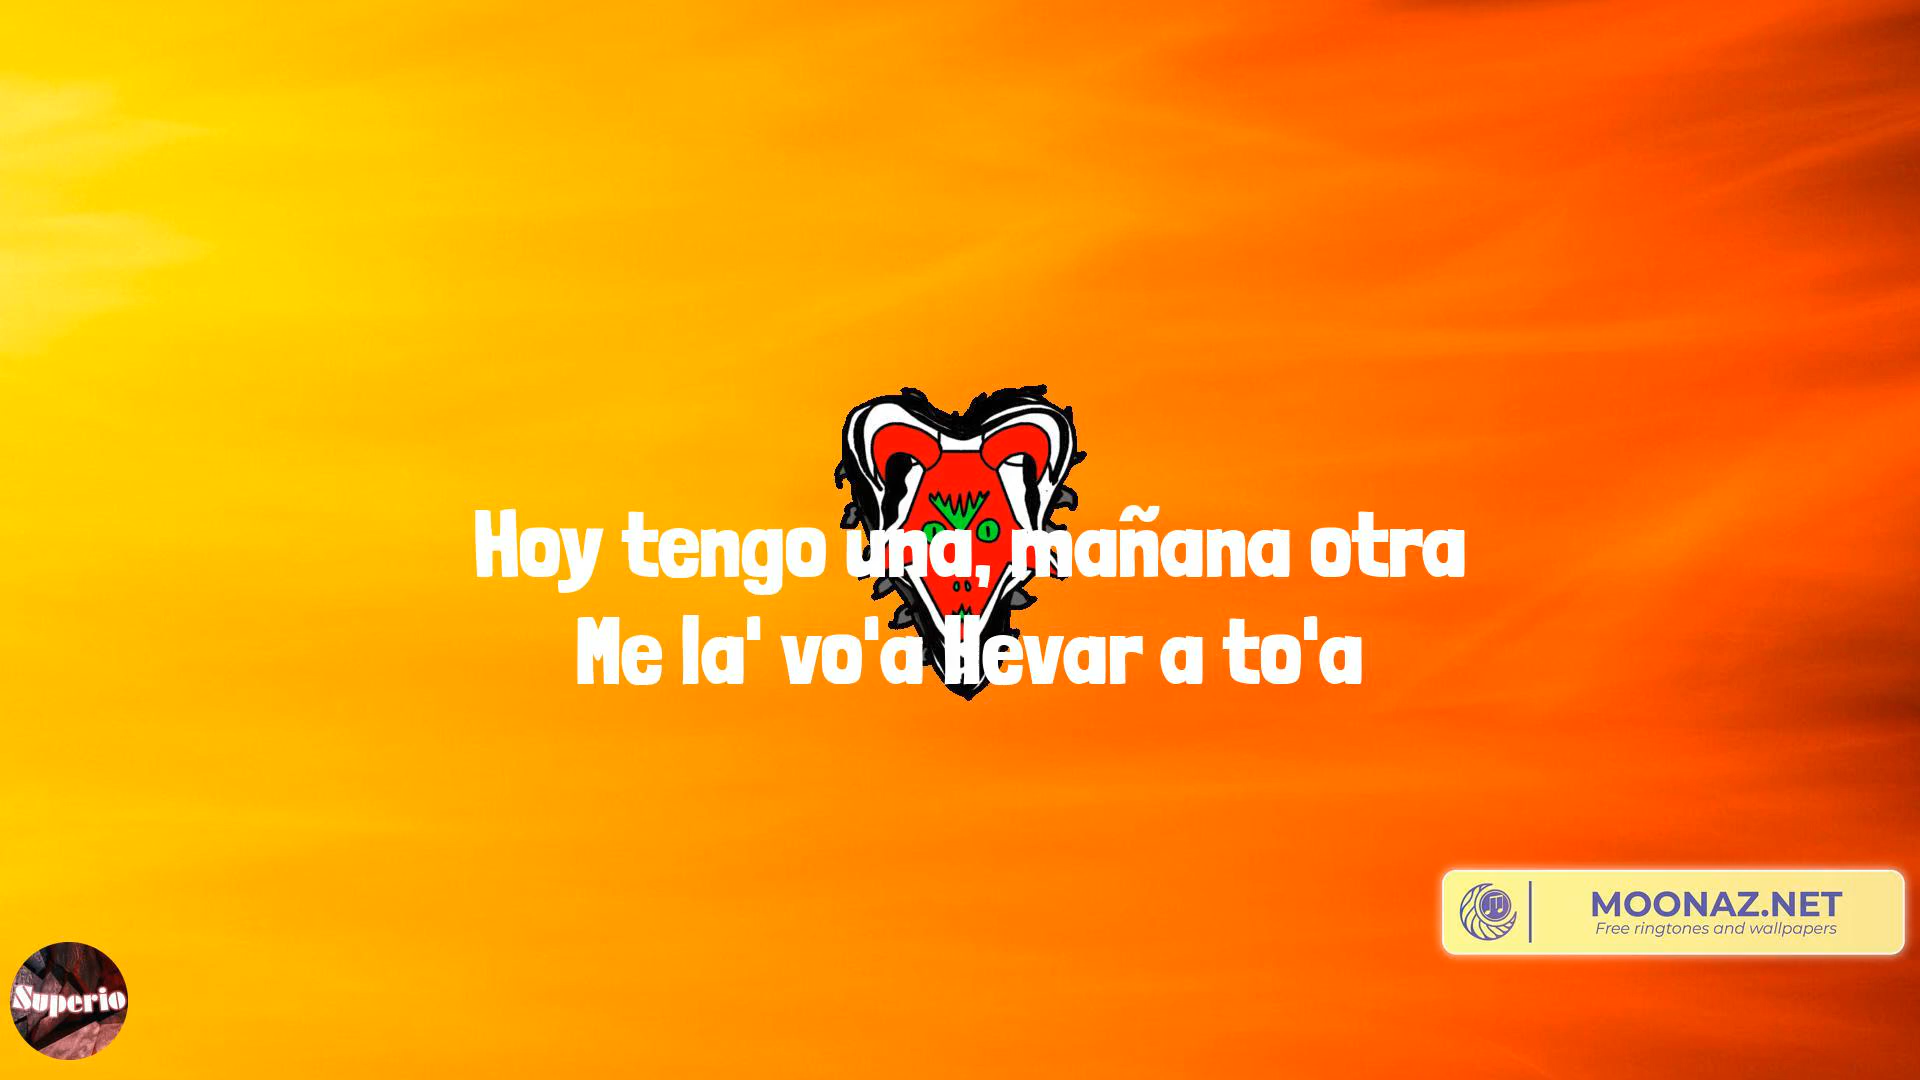 Hoy tengo una, mañana otra
Me la' vo'a llevar a to'a
MOONAZ.NET
Free ringtones and wallpapers
Superio